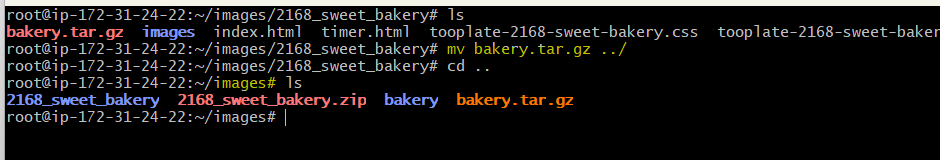 root@ip-172-31-24-22:~/images/2168_sweet_bakery# ls
bakery.tar.gz images index.html timer.html tooplate-2168-sweet-bakery.css tooplate-2168-sweet-baker
root@ip-172-31-24-22:~/images/2168_sweet_bakery# mv bakery.tar.gz ../
root@ip-172-31-24-22:~/images/2168_sweet_bakery# cd ..
root@ip-172-31-24-22:~/images# ls
2168_sweet_bakery 2168_sweet_bakery.zip bakery bakery.tar.gz
root@ip-172-31-24-22:~/images#